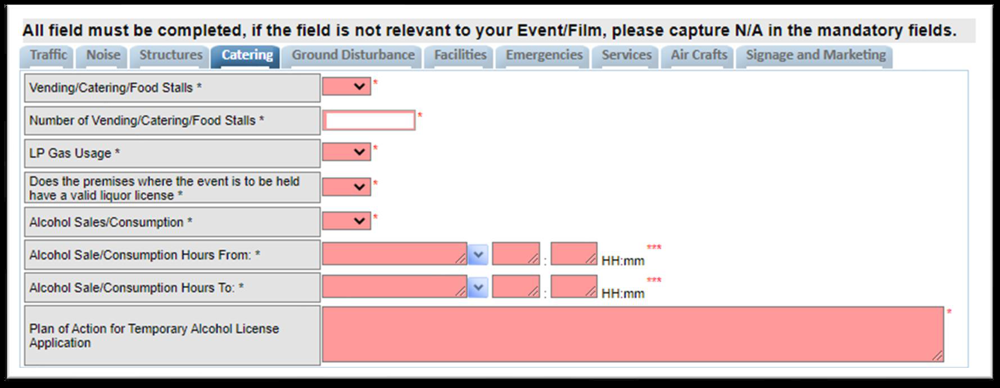 All field must be completed, if the field is not relevant to your Event/Film, please capture N/A in the mandatory fields.
Traffic Noise Structures Catering Ground Disturbance Facilities Emergencies Services Air Crafts Signage and Marketing
Vending/Catering/Food Stalls * *
Number of Vending/Catering/Food Stalls * *
LP Gas Usage * *
Does the premises where the event is to be held
have a valid liquor license * *
Alcohol Sales/Consumption * *
Alcohol Sale/Consumption Hours From: * : HH:mm ***
Alcohol Sale/Consumption Hours To: * : HH:mm ***
Plan of Action for Temporary Alcohol License
Application *